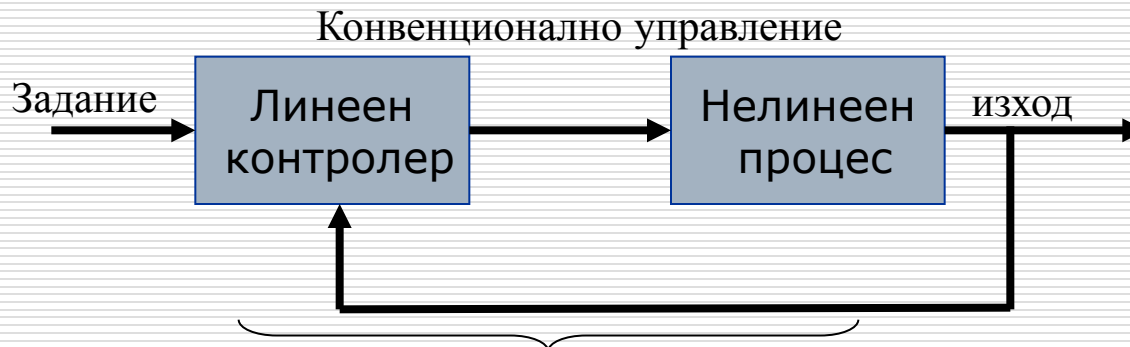 Конвенционално управление
Задание
Линеен
контролер
Нелинеен
процес
изход